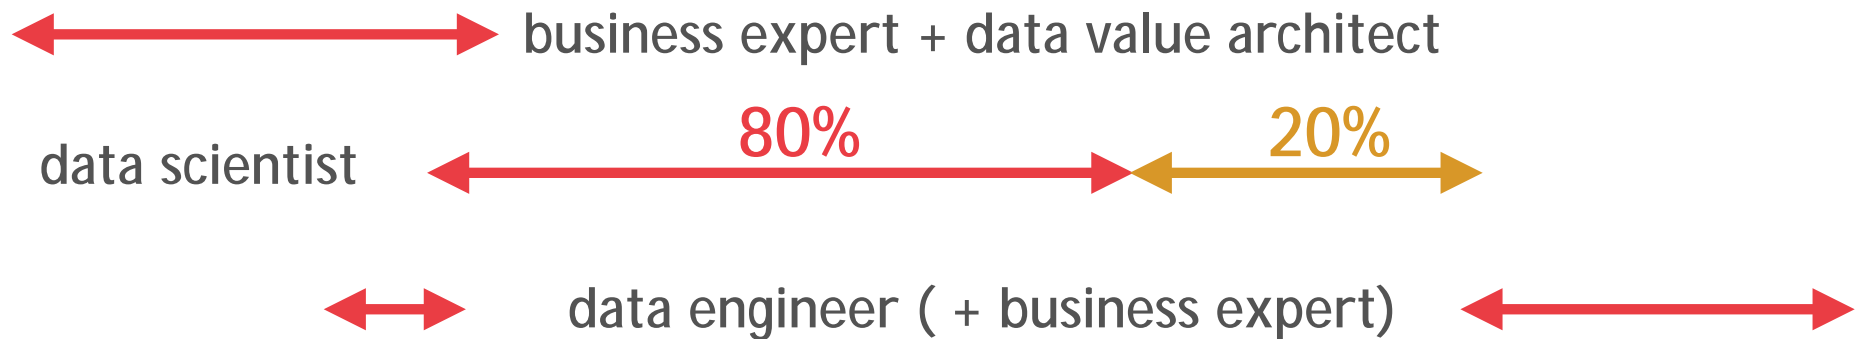 business expert + data value architect
80% 20%
data scientist
data engineer ( + business expert)